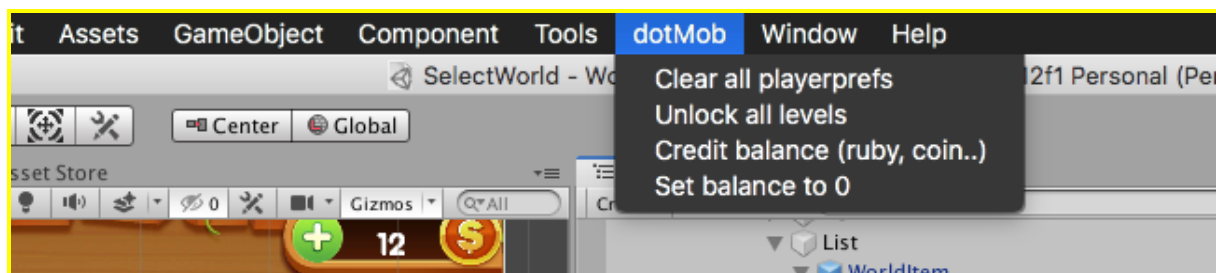 it Assets GameObject Component Tools dotMob Window Help
SelectWorld - Wo
2f1 Personal (Per
Clear all playerprefs
Unlock all levels
Credit balance (ruby, coin..)
Set balance to 0
Center Global
sset Store
0 Gizmos All
Cr
12
List
WorldItem